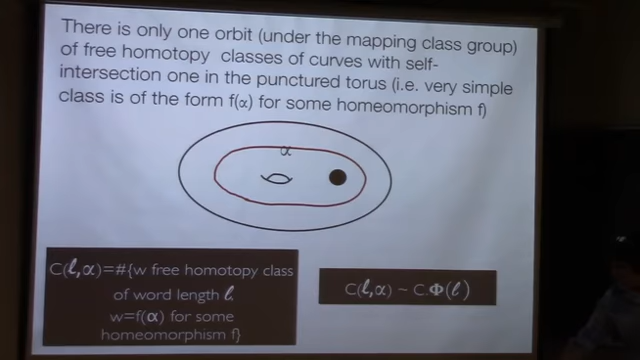 There is only one orbit (under the mapping class group)
of free homotopy classes of curves with self-
intersection one in the punctured torus (i.e. very simple
class is of the form f(α) for some homeomorphism f)
α
C(ℓ,α)=#{w free homotopy class
of word length ℓ.
w=f(α) for some
homeomorphism f}
C(ℓ,α) ~ C.Φ(ℓ)